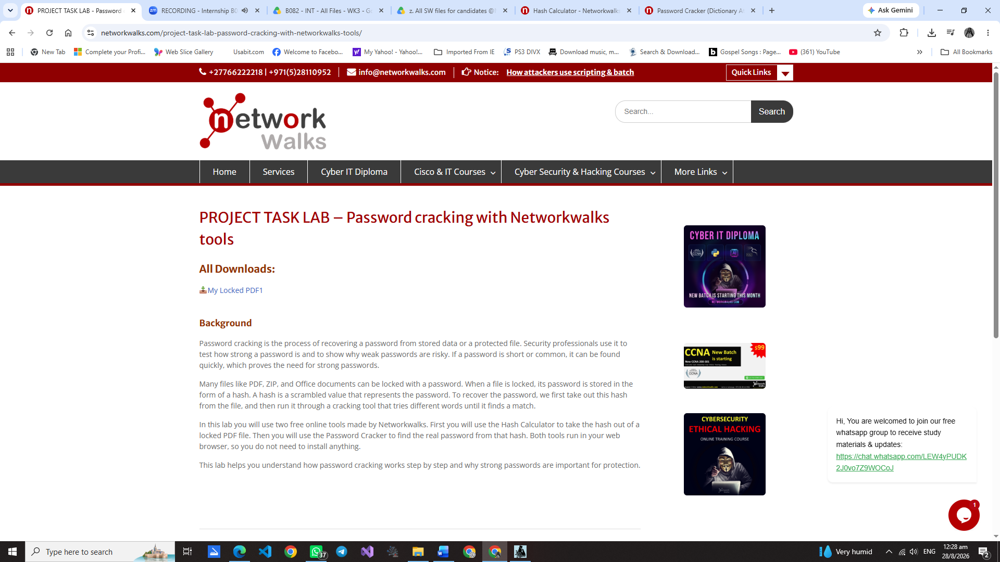 PROJECT TASK LAB - Password
RECORDING - Internship B0
B082 - INT - All Files - WK3 - Go
z. All SW files for candidates @
Hash Calculator - Networkwalks
Password Cracker (Dictionary A
Ask Gemini
networkwalks.com/project-task-lab-password-cracking-with-networkwalks-tools/
New Tab
Complete your Profi...
Web Slice Gallery
Usabit.com
Welcome to Facebo...
My Yahoo! - Yahoo!...
Imported From IE
PS3 DIVX
Download music, m...
Search & Download...
Gospel Songs : Page...
(361) YouTube
All Bookmarks
+27766222218 | +971(5)28110952
info@networkwalks.com
Notice:
How attackers use scripting & batch
Quick Links
network
Walks
Search...
Search
Home
Services
Cyber IT Diploma
Cisco & IT Courses
Cyber Security & Hacking Courses
More Links
PROJECT TASK LAB – Password cracking with Networkwalks
tools
All Downloads:
My Locked PDF1
Background
Password cracking is the process of recovering a password from stored data or a protected file. Security professionals use it to
test how strong a password is and to show why weak passwords are risky. If a password is short or common, it can be found
quickly, which proves the need for strong passwords.
Many files like PDF, ZIP, and Office documents can be locked with a password. When a file is locked, its password is stored in the
form of a hash. A hash is a scrambled value that represents the password. To recover the password, we first take out this hash
from the file, and then run it through a cracking tool that tries different words until it finds a match.
In this lab you will use two free online tools made by Networkwalks. First you will use the Hash Calculator to take the hash out of a
locked PDF file. Then you will use the Password Cracker to find the real password from that hash. Both tools run in your web
browser, so you do not need to install anything.
This lab helps you understand how password cracking works step by step and why strong passwords are important for protection.
CYBER IT DIPLOMA
CCNA
AI
NEW BATCH IS STARTING THIS MONTH
NETWORKWALKS.COM
CCNA New Batch
is starting
$99
New CCNA 200-301
CCNA
network
Walks
CYBERSECURITY
ETHICAL HACKING
ONLINE TRAINING COURSE
Hi, You are welcomed to join our free
whatsapp group to receive study
materials & updates:
https://chat.whatsapp.com/LEW4yPUDK
2J0vo7Z9WOCoJ
1
Type here to search
37
Very humid
ENG
12:28 am
28/8/2026
2